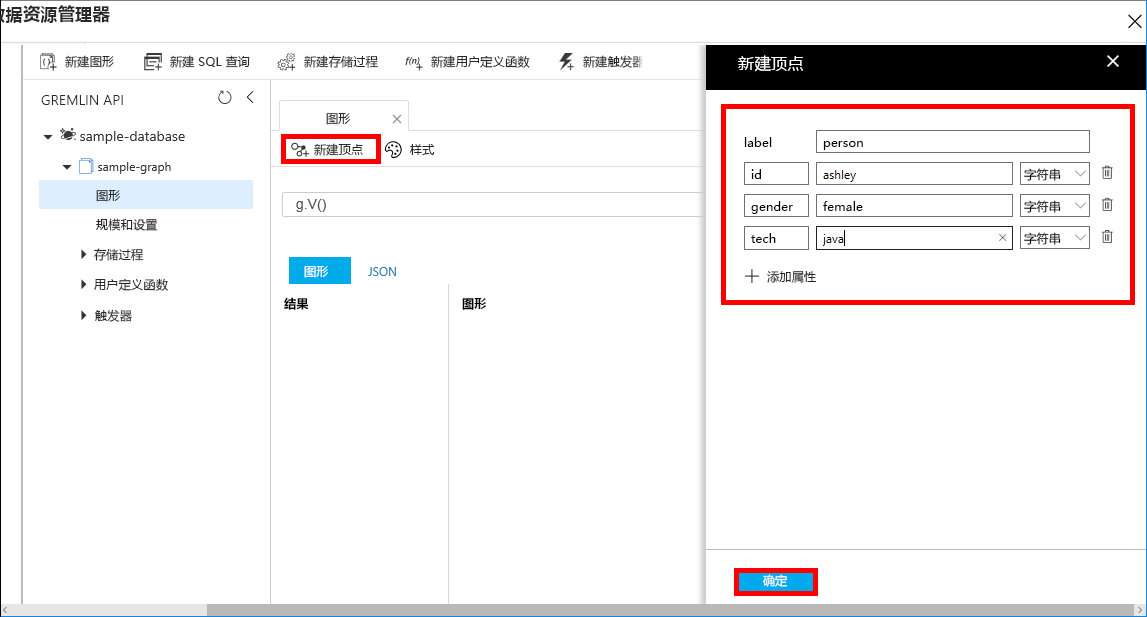 数据资源管理器
新建图形 新建 SQL 查询 新建存储过程 新建用户定义函数 新建触发器
GREMLIN API
sample-database
sample-graph
图形
规模和设置
存储过程
用户定义函数
触发器
图形
新建顶点 样式
g.V()
图形 JSON
结果 图形
新建顶点
label person
id ashley 字符串
gender female 字符串
tech java 字符串
添加属性
确定